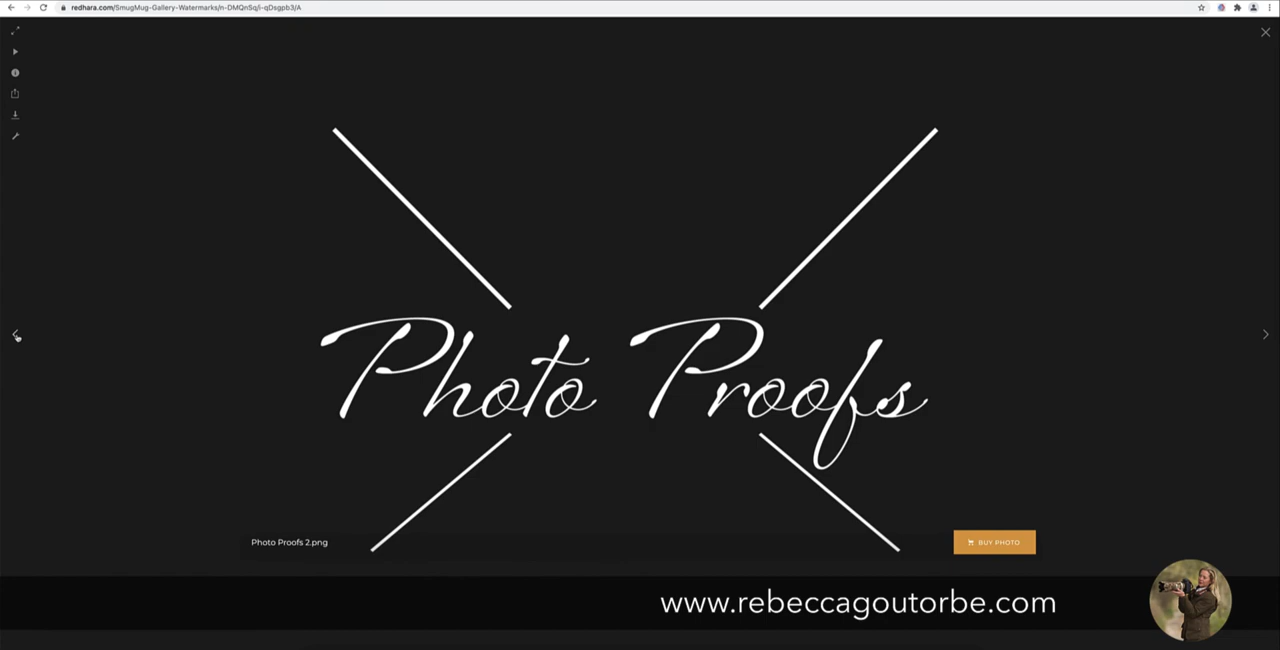 redhara.com/SmugMug-Gallery-Watermarks/n-DMQnSq/i-qDsgpb3/A
Photo Proofs
Photo Proofs 2.png
BUY PHOTO
www.rebeccagoutorbe.com